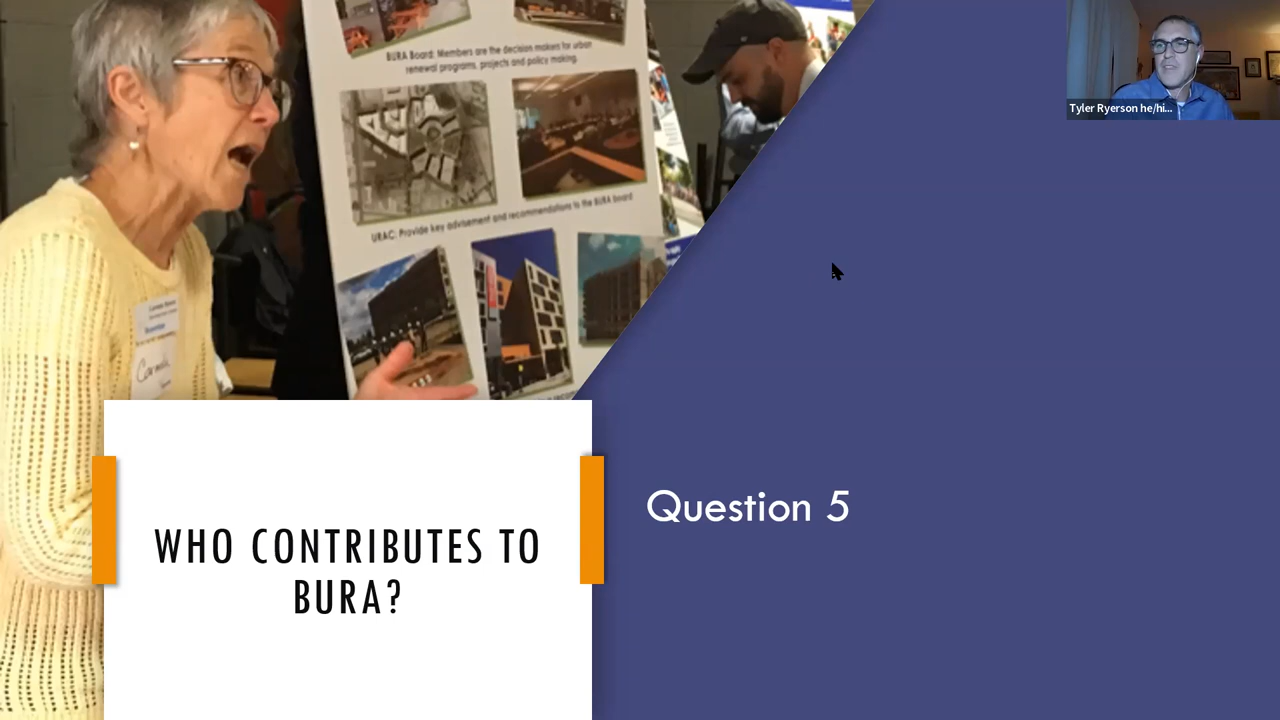 BURA Board: Members are the decision makers for urban
renewal programs, projects and policy making.
URAC: Provide key advisement and recommendations to the BURA board
Tyler Ryerson he/hi...
WHO CONTRIBUTES TO
BURA?
Question 5